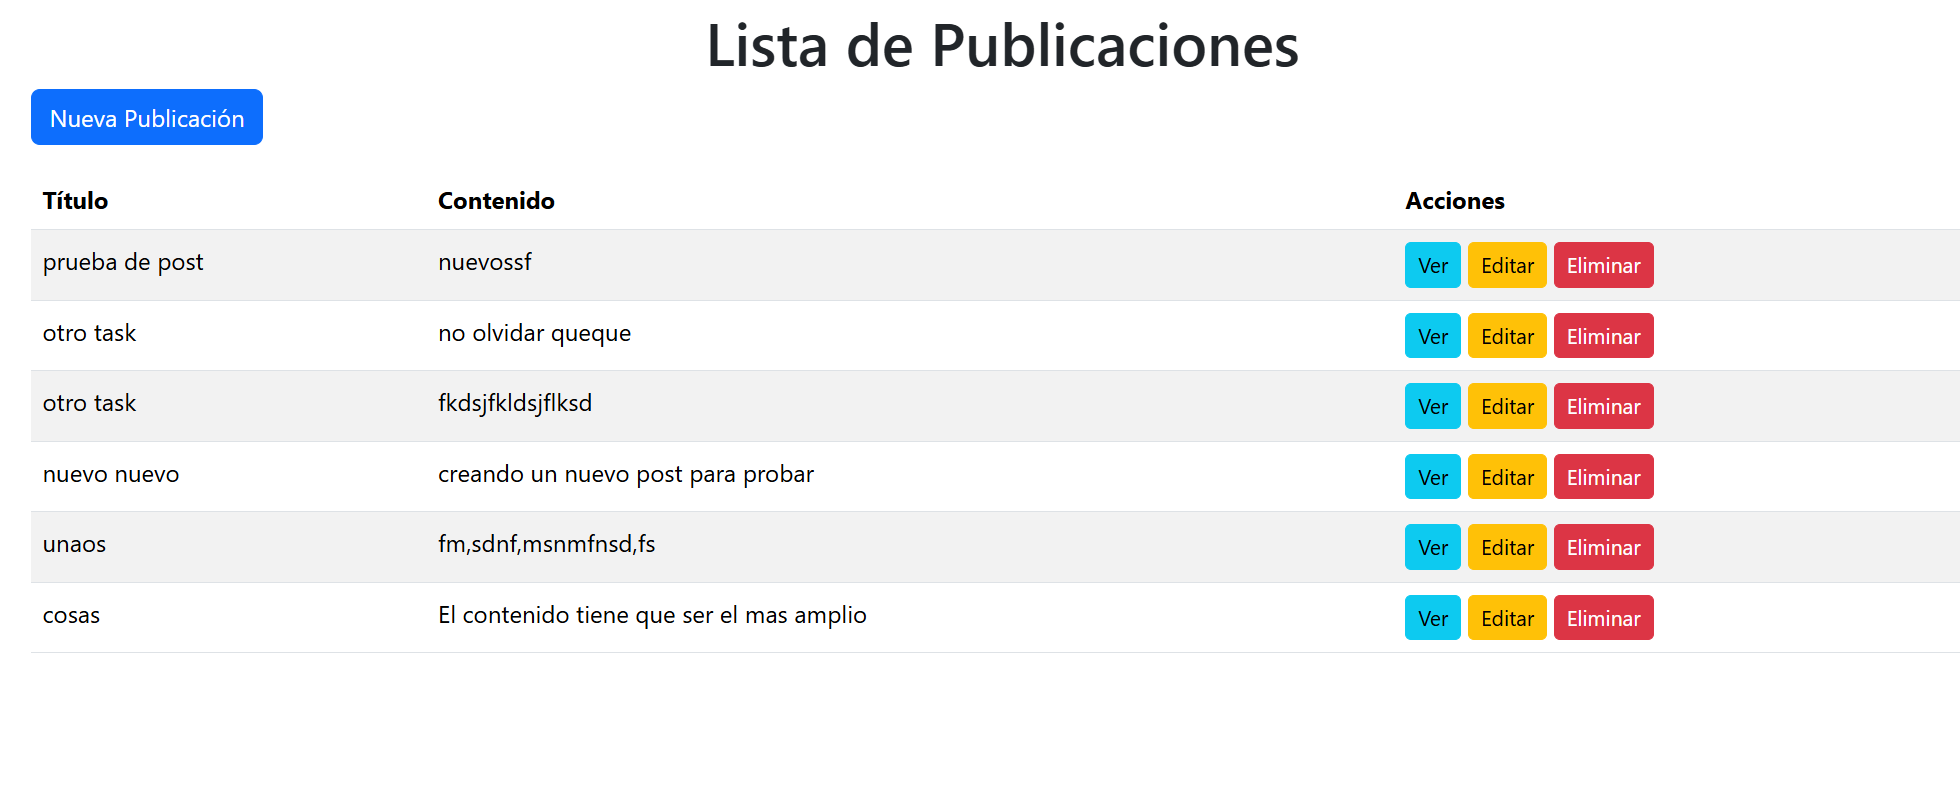 Lista de Publicaciones
Nueva Publicación
Título Contenido Acciones
prueba de post nuevossf Ver Editar Eliminar
otro task no olvidar queque Ver Editar Eliminar
otro task fkdsjfkldsjflksd Ver Editar Eliminar
nuevo nuevo creando un nuevo post para probar Ver Editar Eliminar
unaos fm,sdnf,msnmfnsd,fs Ver Editar Eliminar
cosas El contenido tiene que ser el mas amplio Ver Editar Eliminar